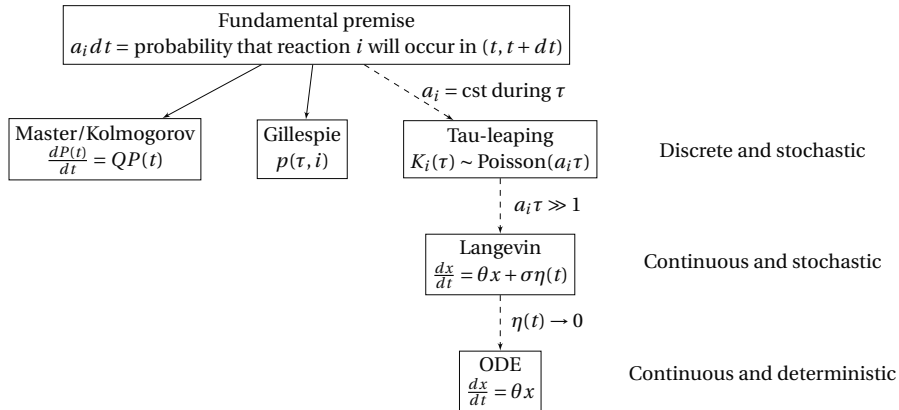 Fundamental premise
a_i dt = probability that reaction i will occur in (t, t + dt)
a_i = cst during τ
Master/Kolmogorov
dP(t)/dt = QP(t)
Gillespie
p(τ, i)
Tau-leaping
K_i(τ) ~ Poisson(a_i τ)
Discrete and stochastic
a_i τ ≫ 1
Langevin
dx/dt = θx + ση(t)
Continuous and stochastic
η(t) → 0
ODE
dx/dt = θx
Continuous and deterministic